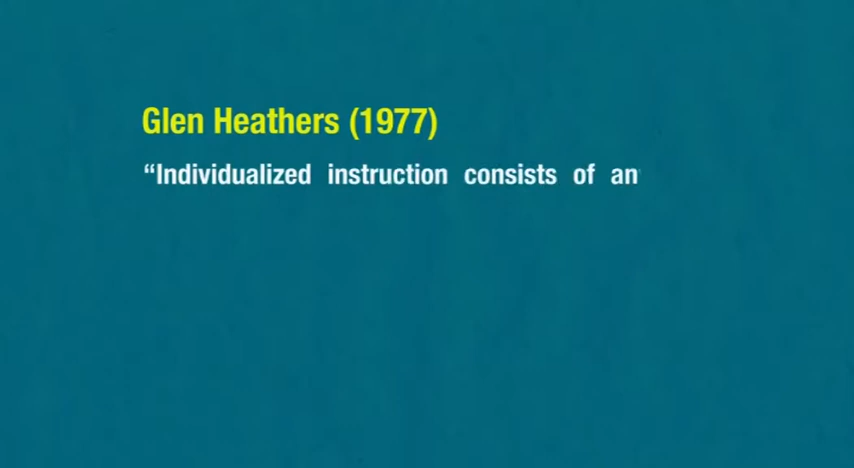 Glen Heathers (1977)
“Individualized instruction consists of an